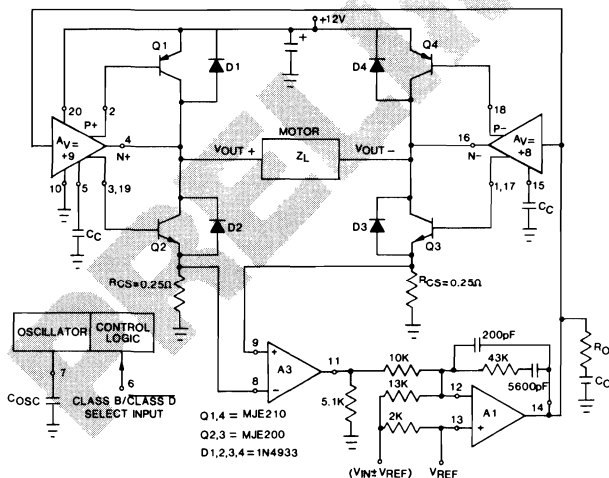 +12V
Q1
D1
+
D4
Q4
20
P+
2
AV=
+9
4
N+
10
5
3,19
CC
VOUT +
MOTOR
ZL
VOUT−
18
P−
16
N−
AV=
+8
1,17
15
CC
D2
Q2
D3
Q3
RCS=0.25Ω
RCS=0.25Ω
OSCILLATOR
CONTROL
LOGIC
7
6
COSC
CLASS B/CLASS D
SELECT INPUT
9
+
8
−
A3
11
5.1K
10K
13K
2K
200pF
43K
5600pF
12
−
13
+
A1
14
RO
CO
Q1,4 = MJE210
Q2,3 = MJE200
D1,2,3,4 = 1N4933
(VIN ± VREF)
VREF
PRELI